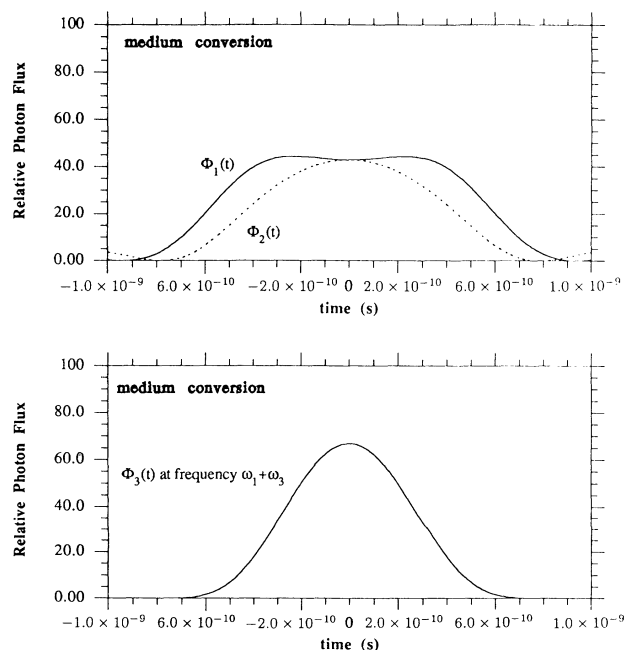 100
medium conversion
80.0
Relative Photon Flux
60.0
40.0
Φ₁(t)
20.0
Φ₂(t)
0.00
−1.0 × 10⁻⁹ 6.0 × 10⁻¹⁰ −2.0 × 10⁻¹⁰ 0 2.0 × 10⁻¹⁰ 6.0 × 10⁻¹⁰ 1.0 × 10⁻⁹
time (s)
100
medium conversion
80.0
Relative Photon Flux
60.0
Φ₃(t) at frequency ω₁+ω₃
40.0
20.0
0.00
−1.0 × 10⁻⁹ 6.0 × 10⁻¹⁰ −2.0 × 10⁻¹⁰ 0 2.0 × 10⁻¹⁰ 6.0 × 10⁻¹⁰ 1.0 × 10⁻⁹
time (s)